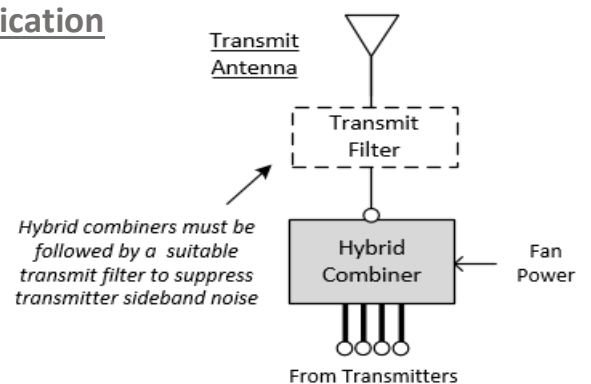 ication
Transmit
Antenna
Transmit
Filter
Hybrid combiners must be
followed by a suitable
transmit filter to suppress
transmitter sideband noise
Hybrid
Combiner
Fan
Power
From Transmitters